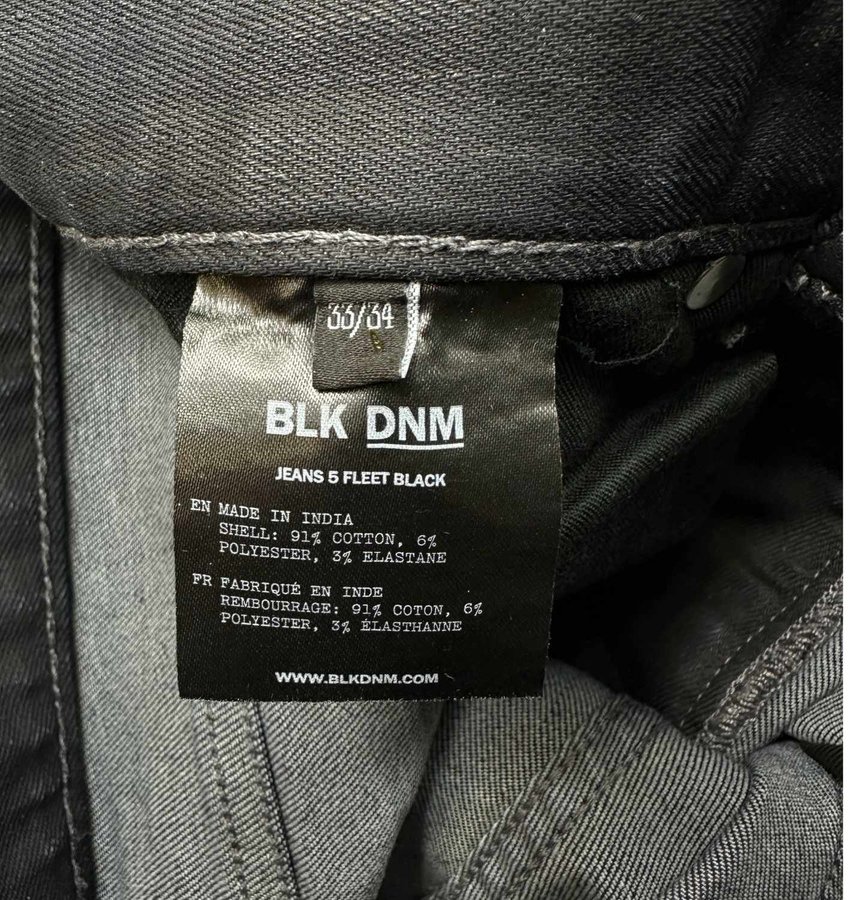 33/34
BLK DNM
JEANS 5 FLEET BLACK
EN MADE IN INDIA
SHELL: 91% COTTON, 6%
POLYESTER, 3% ELASTANE
FR FABRIQUÉ EN INDE
REMBOURRAGE: 91% COTON, 6%
POLYESTER, 3% ÉLASTHANNE
WWW.BLKDNM.COM